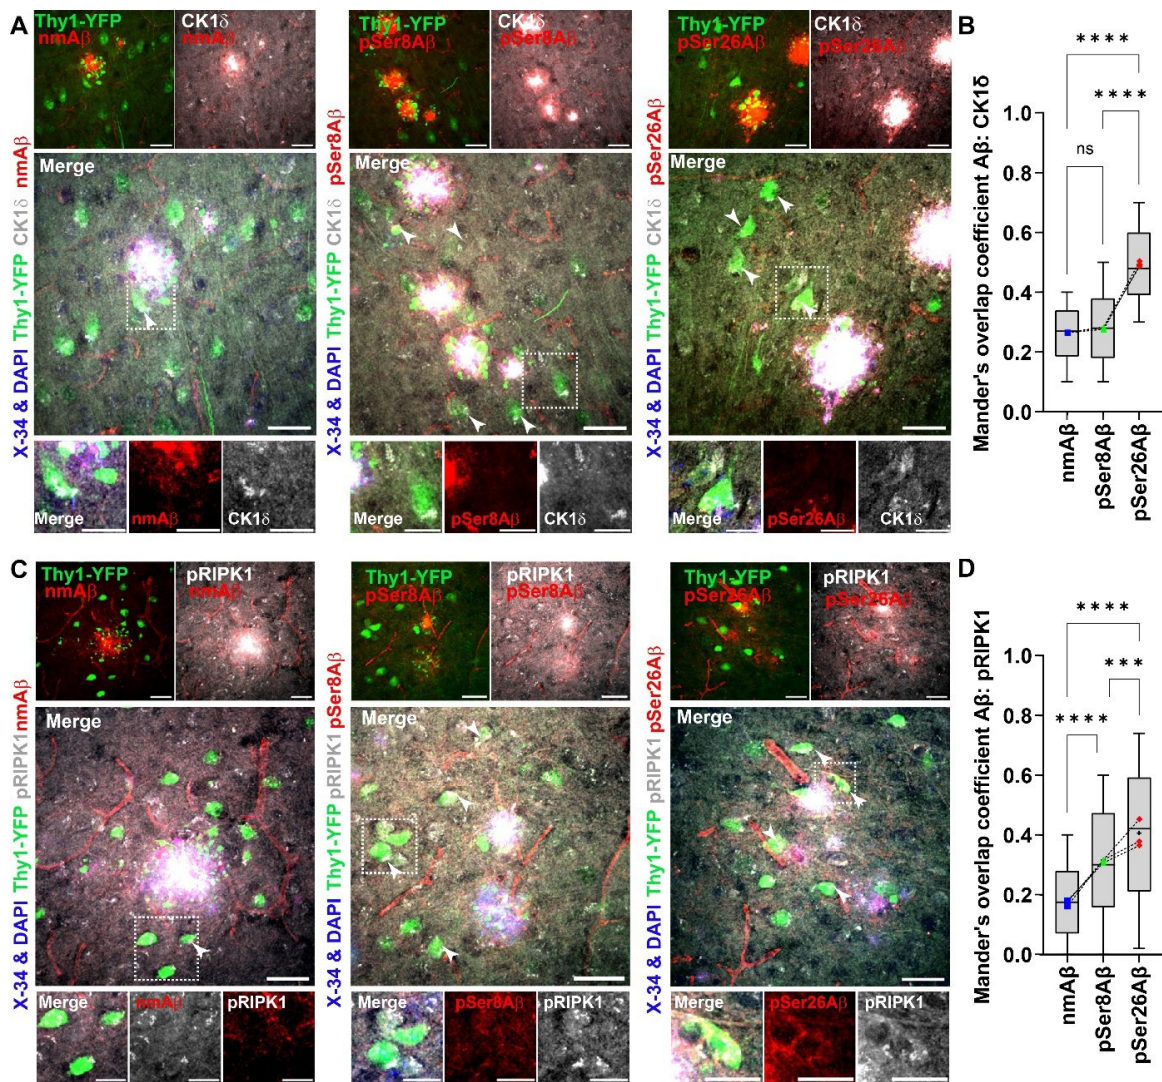 A
Thy1-YFP
nmAβ
CK1δ
nmAβ
Thy1-YFP
pSer8Aβ
CK1δ
pSer8Aβ
Thy1-YFP
pSer26Aβ
CK1δ
pSer26Aβ
X-34 & DAPI Thy1-YFP CK1δ nmAβ
Merge
X-34 & DAPI Thy1-YFP CK1δ pSer8Aβ
Merge
X-34 & DAPI Thy1-YFP CK1δ pSer26Aβ
Merge
Merge
nmAβ
CK1δ
Merge
pSer8Aβ
CK1δ
Merge
pSer26Aβ
CK1δ
B
Mander's overlap coefficient Aβ: CK1δ
1.0
0.8
0.6
0.4
0.2
0.0
****
****
ns
nmAβ
pSer8Aβ
pSer26Aβ
C
Thy1-YFP
nmAβ
pRIPK1
nmAβ
Thy1-YFP
pSer8Aβ
pRIPK1
pSer8Aβ
Thy1-YFP
pSer26Aβ
pRIPK1
pSer26Aβ
X-34 & DAPI Thy1-YFP pRIPK1 nmAβ
Merge
X-34 & DAPI Thy1-YFP pRIPK1 pSer8Aβ
Merge
X-34 & DAPI Thy1-YFP pRIPK1 pSer26Aβ
Merge
Merge
nmAβ
pRIPK1
Merge
pSer8Aβ
pRIPK1
Merge
pSer26Aβ
pRIPK1
D
Mander's overlap coefficient Aβ: pRIPK1
1.0
0.8
0.6
0.4
0.2
0.0
****
***
****
nmAβ
pSer8Aβ
pSer26Aβ